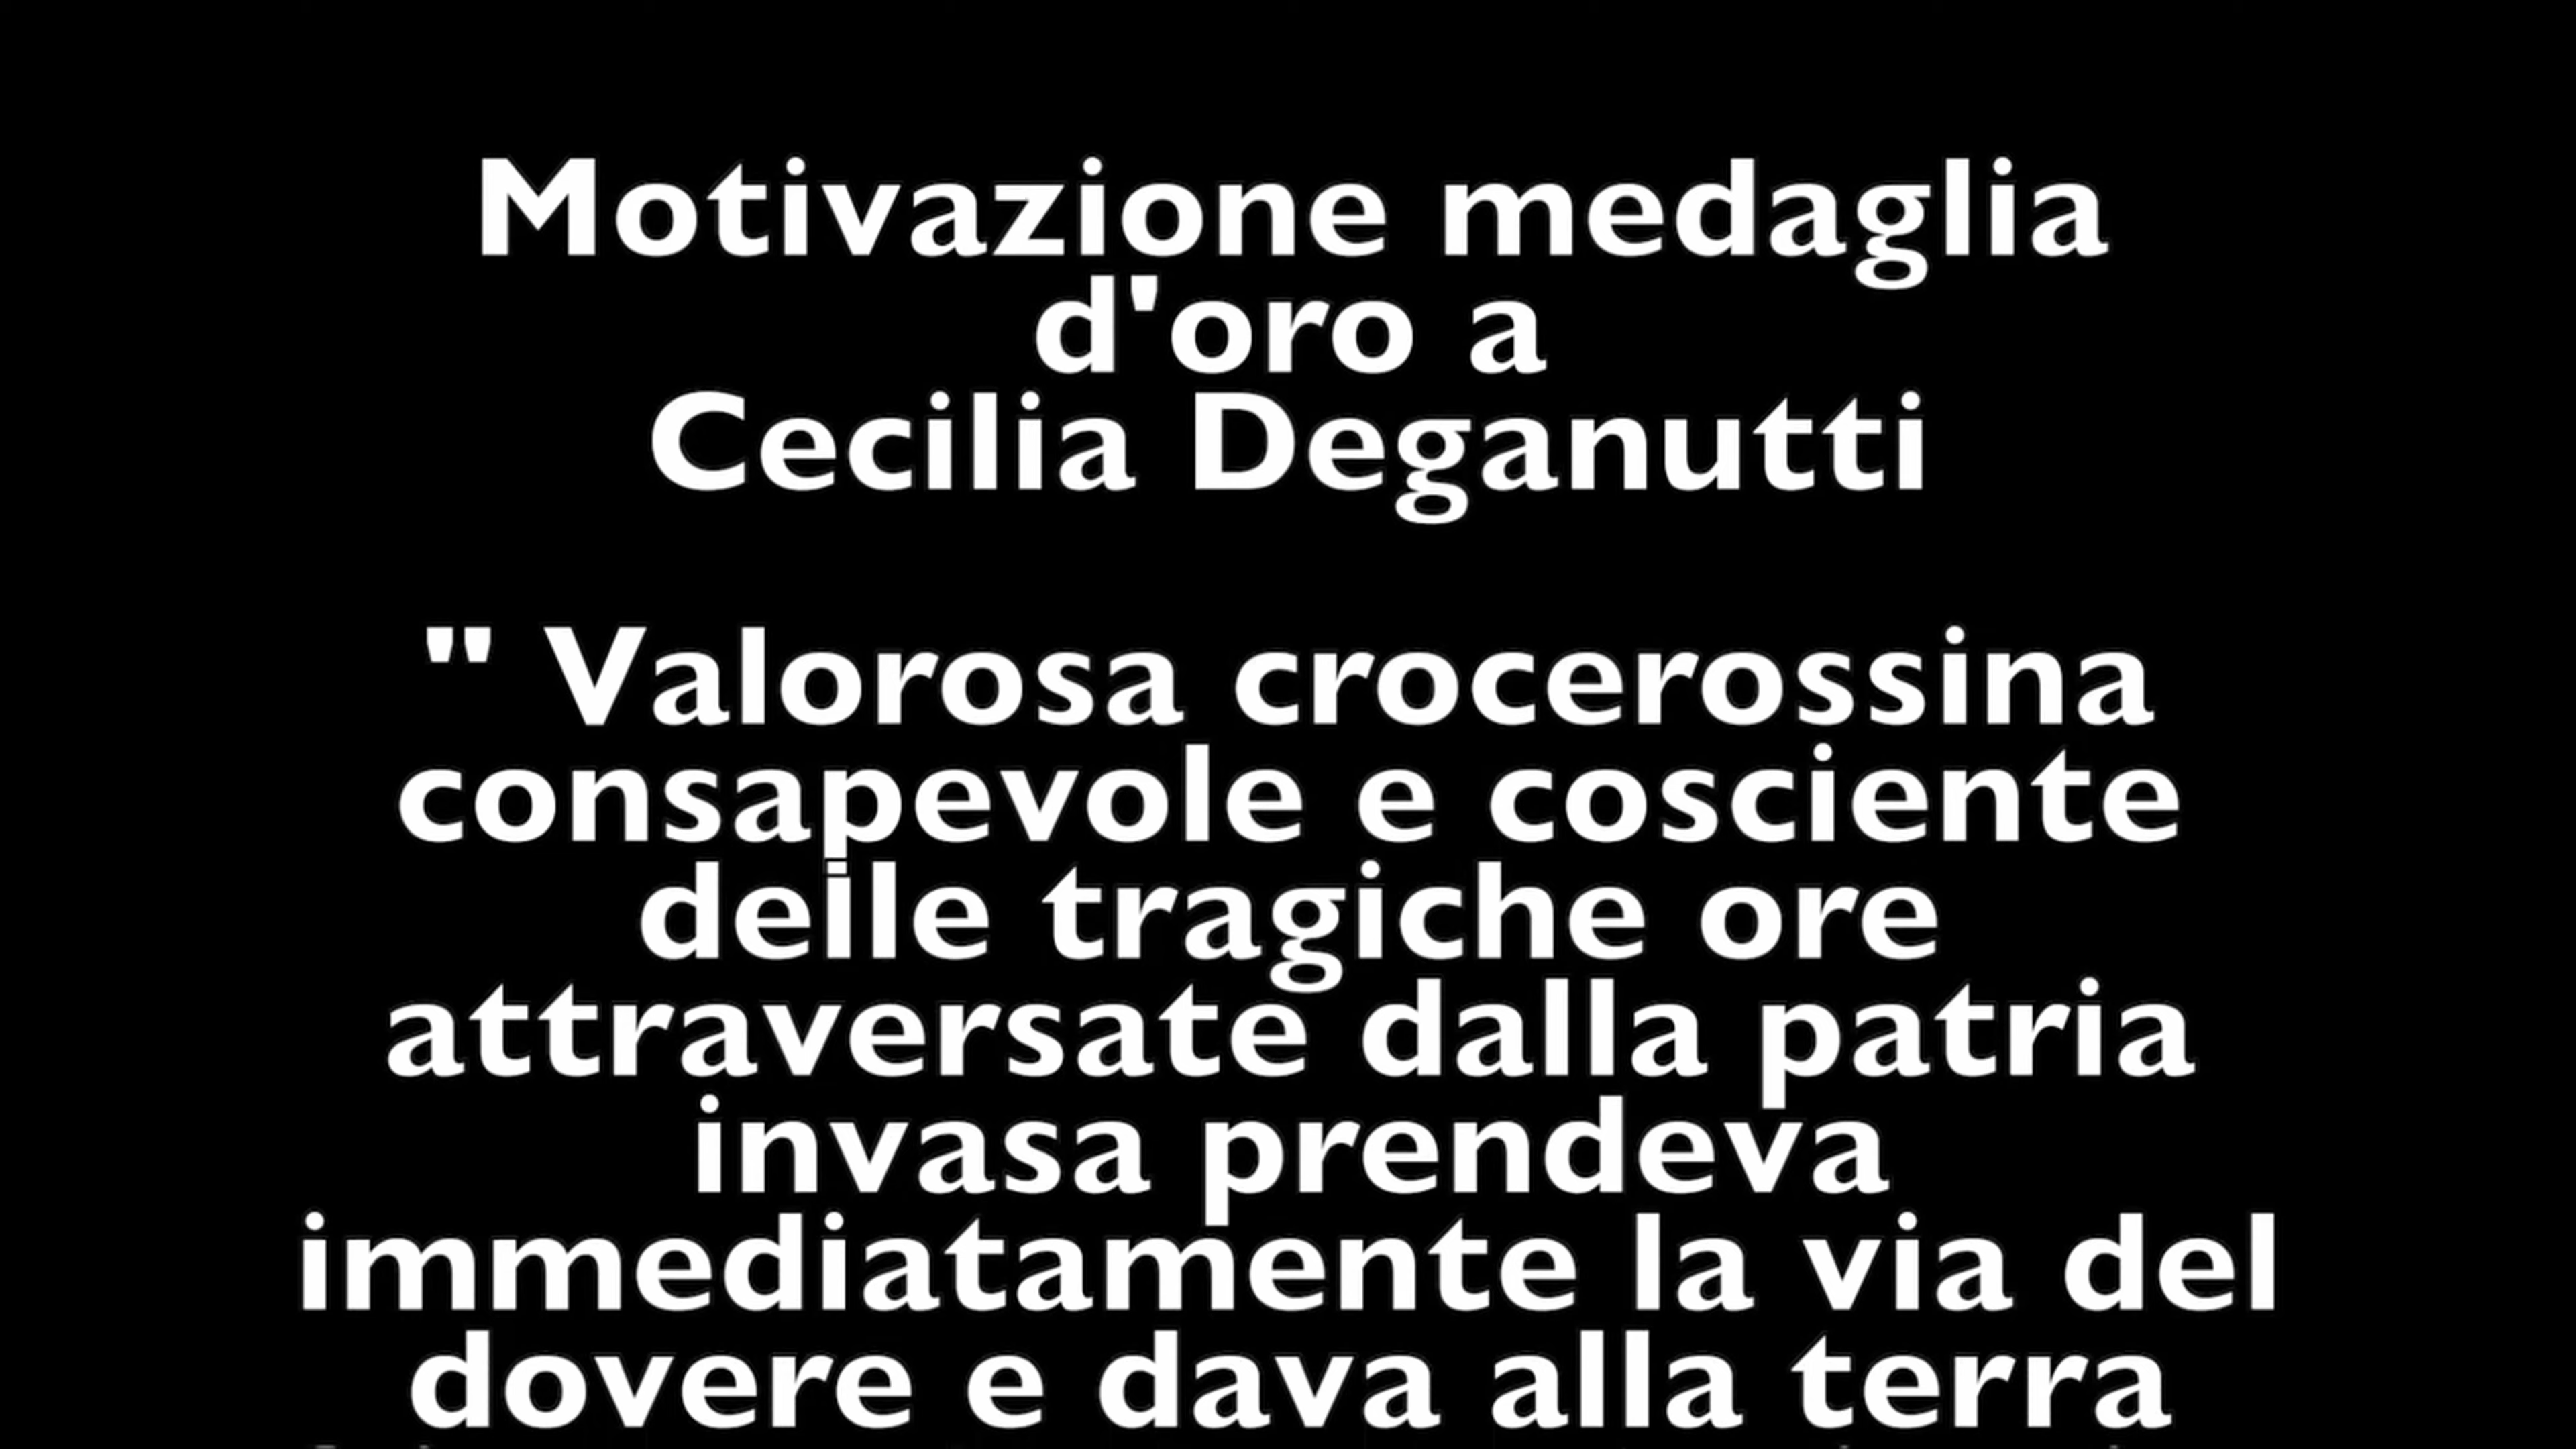 Motivazione medaglia
d'oro a
Cecilia Deganutti
" Valorosa crocerossina
consapevole e cosciente
delle tragiche ore
attraversate dalla patria
invasa prendeva
immediatamente la via del
dovere e dava alla terra